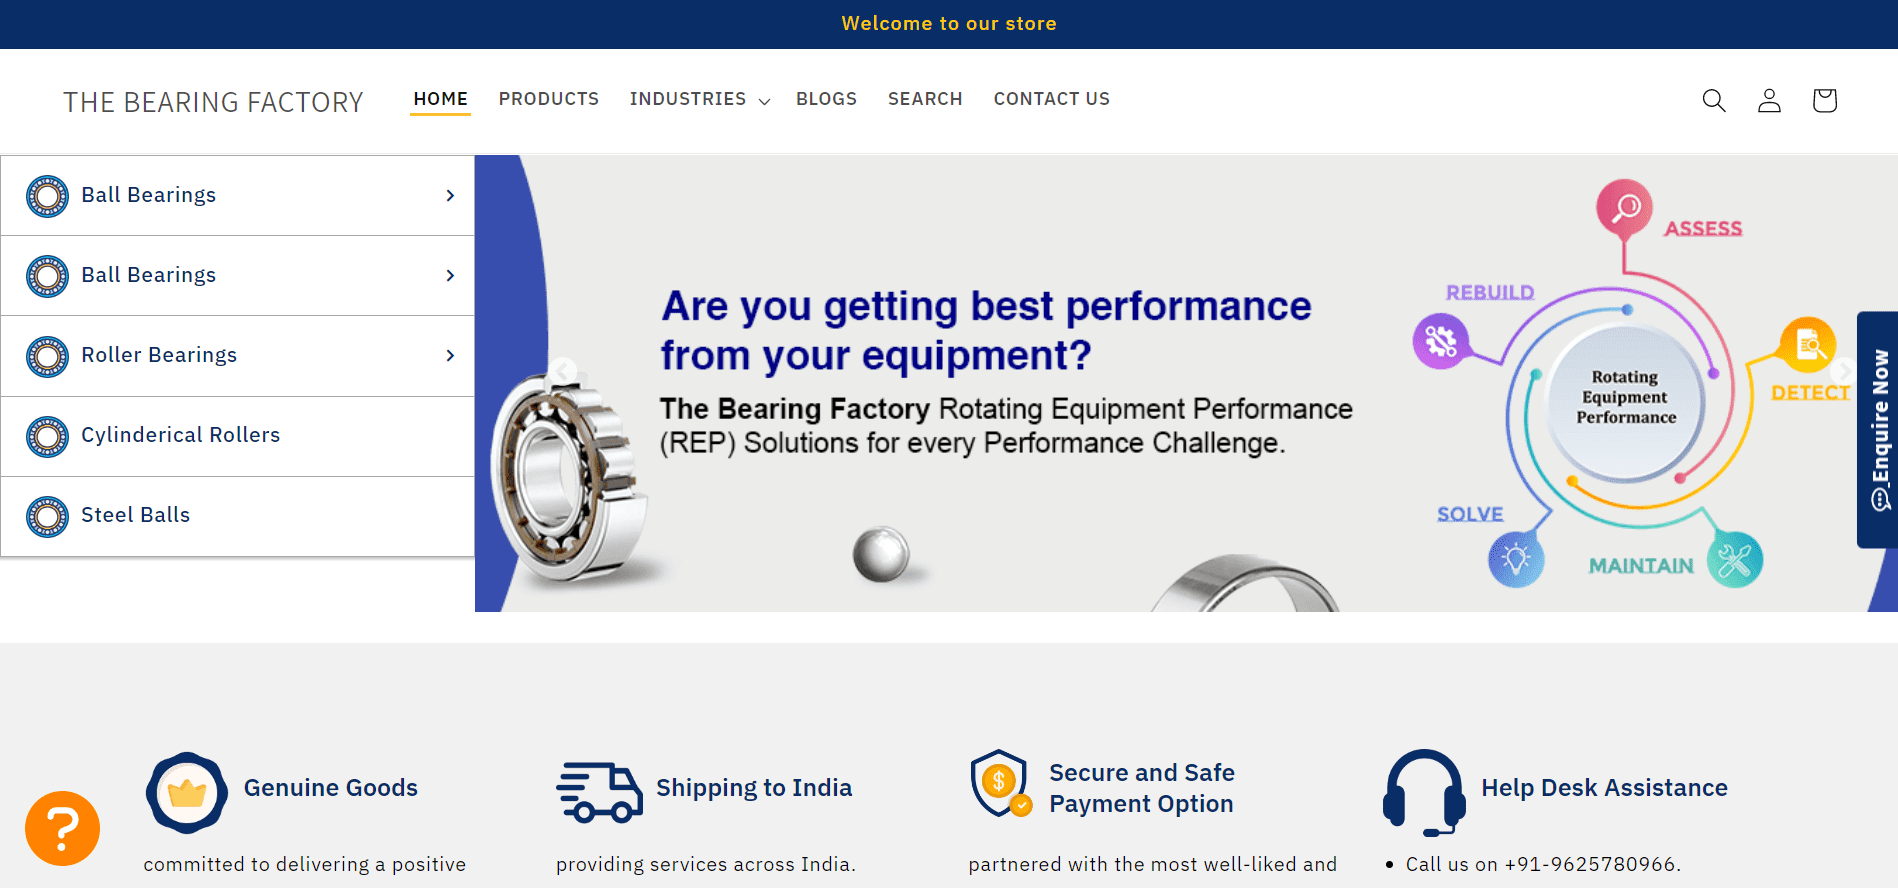 Welcome to our store
THE BEARING FACTORY
HOME
PRODUCTS
INDUSTRIES
BLOGS
SEARCH
CONTACT US
Ball Bearings
Ball Bearings
Roller Bearings
Cylinderical Rollers
Steel Balls
Are you getting best performance
from your equipment?
The Bearing Factory Rotating Equipment Performance
(REP) Solutions for every Performance Challenge.
ASSESS
REBUILD
DETECT
Rotating
Equipment
Performance
SOLVE
MAINTAIN
Enquire Now
Genuine Goods
committed to delivering a positive
Shipping to India
providing services across India.
Secure and Safe
Payment Option
partnered with the most well-liked and
Help Desk Assistance
Call us on +91-9625780966.